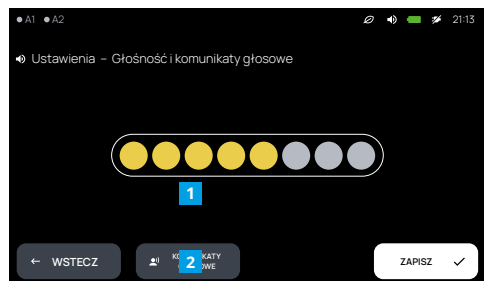 A1 A2 21:13
Ustawienia – Głośność i komunikaty głosowe
1
← WSTECZ
2
ZAPISZ